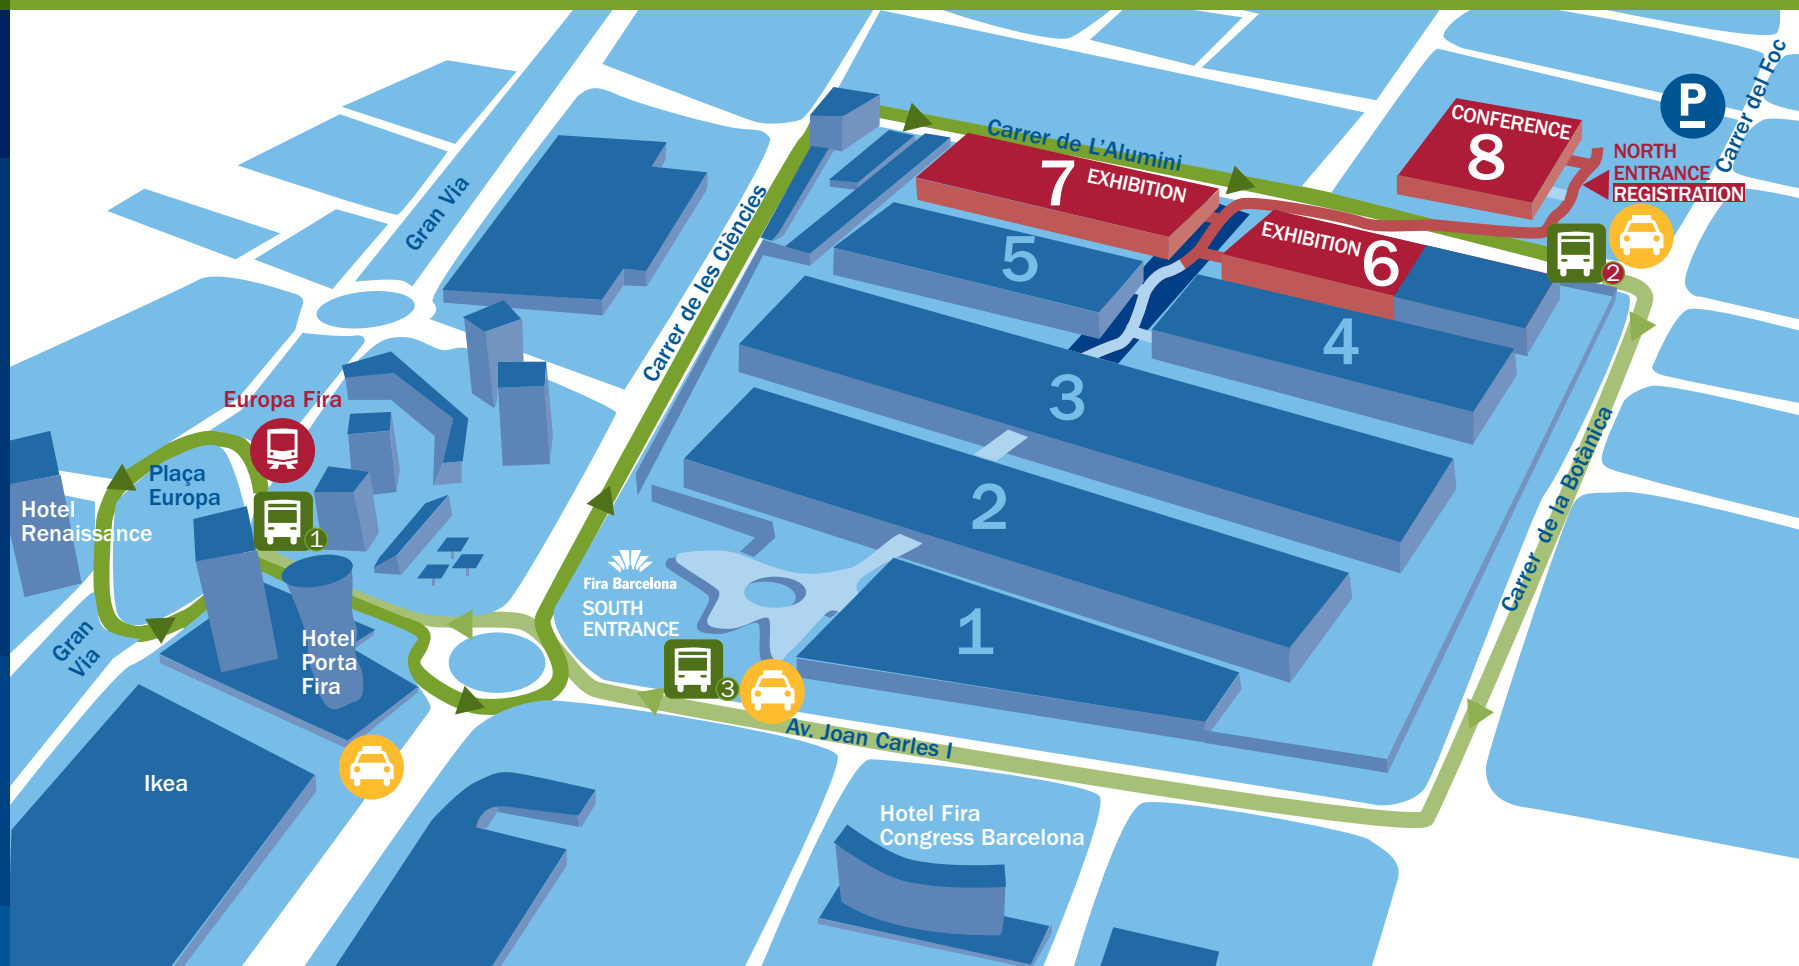 Carrer del Foc
P
CONFERENCE
8
NORTH
ENTRANCE
REGISTRATION
Carrer de L'Alumini
7 EXHIBITION
EXHIBITION 6
2
5
4
3
2
1
Gran Via
Carrer de les Ciències
Carrer de la Botànica
Europa Fira
Plaça
Europa
Hotel
Renaissance
1
Fira Barcelona
SOUTH
ENTRANCE
3
Gran
Via
Hotel
Porta
Fira
Av. Joan Carles I
Ikea
Hotel Fira
Congress Barcelona